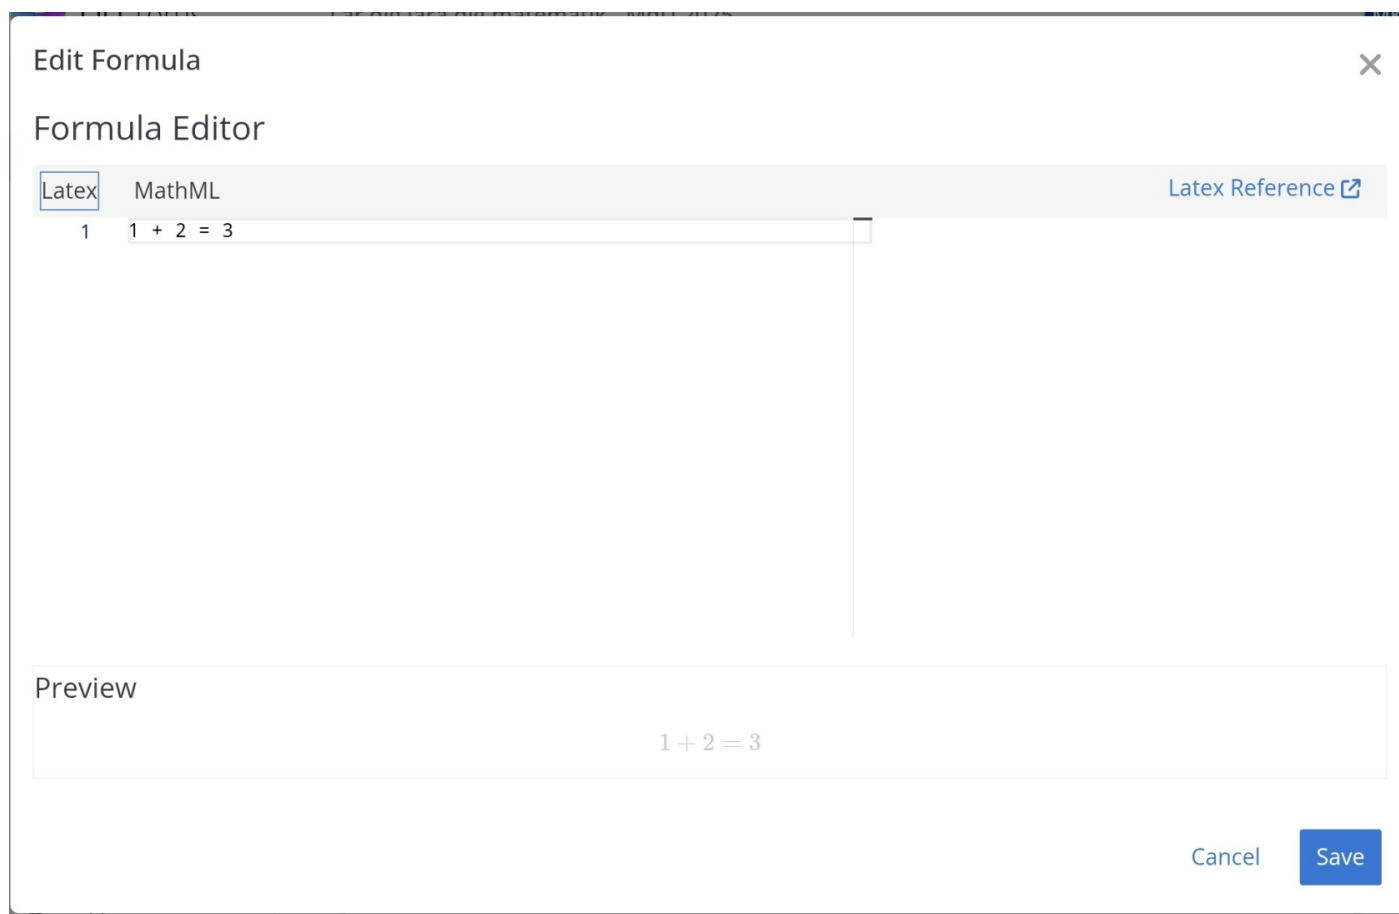 Edit Formula
Formula Editor
Latex MathML Latex Reference
1 1 + 2 = 3
Preview
1 + 2 = 3
Cancel Save